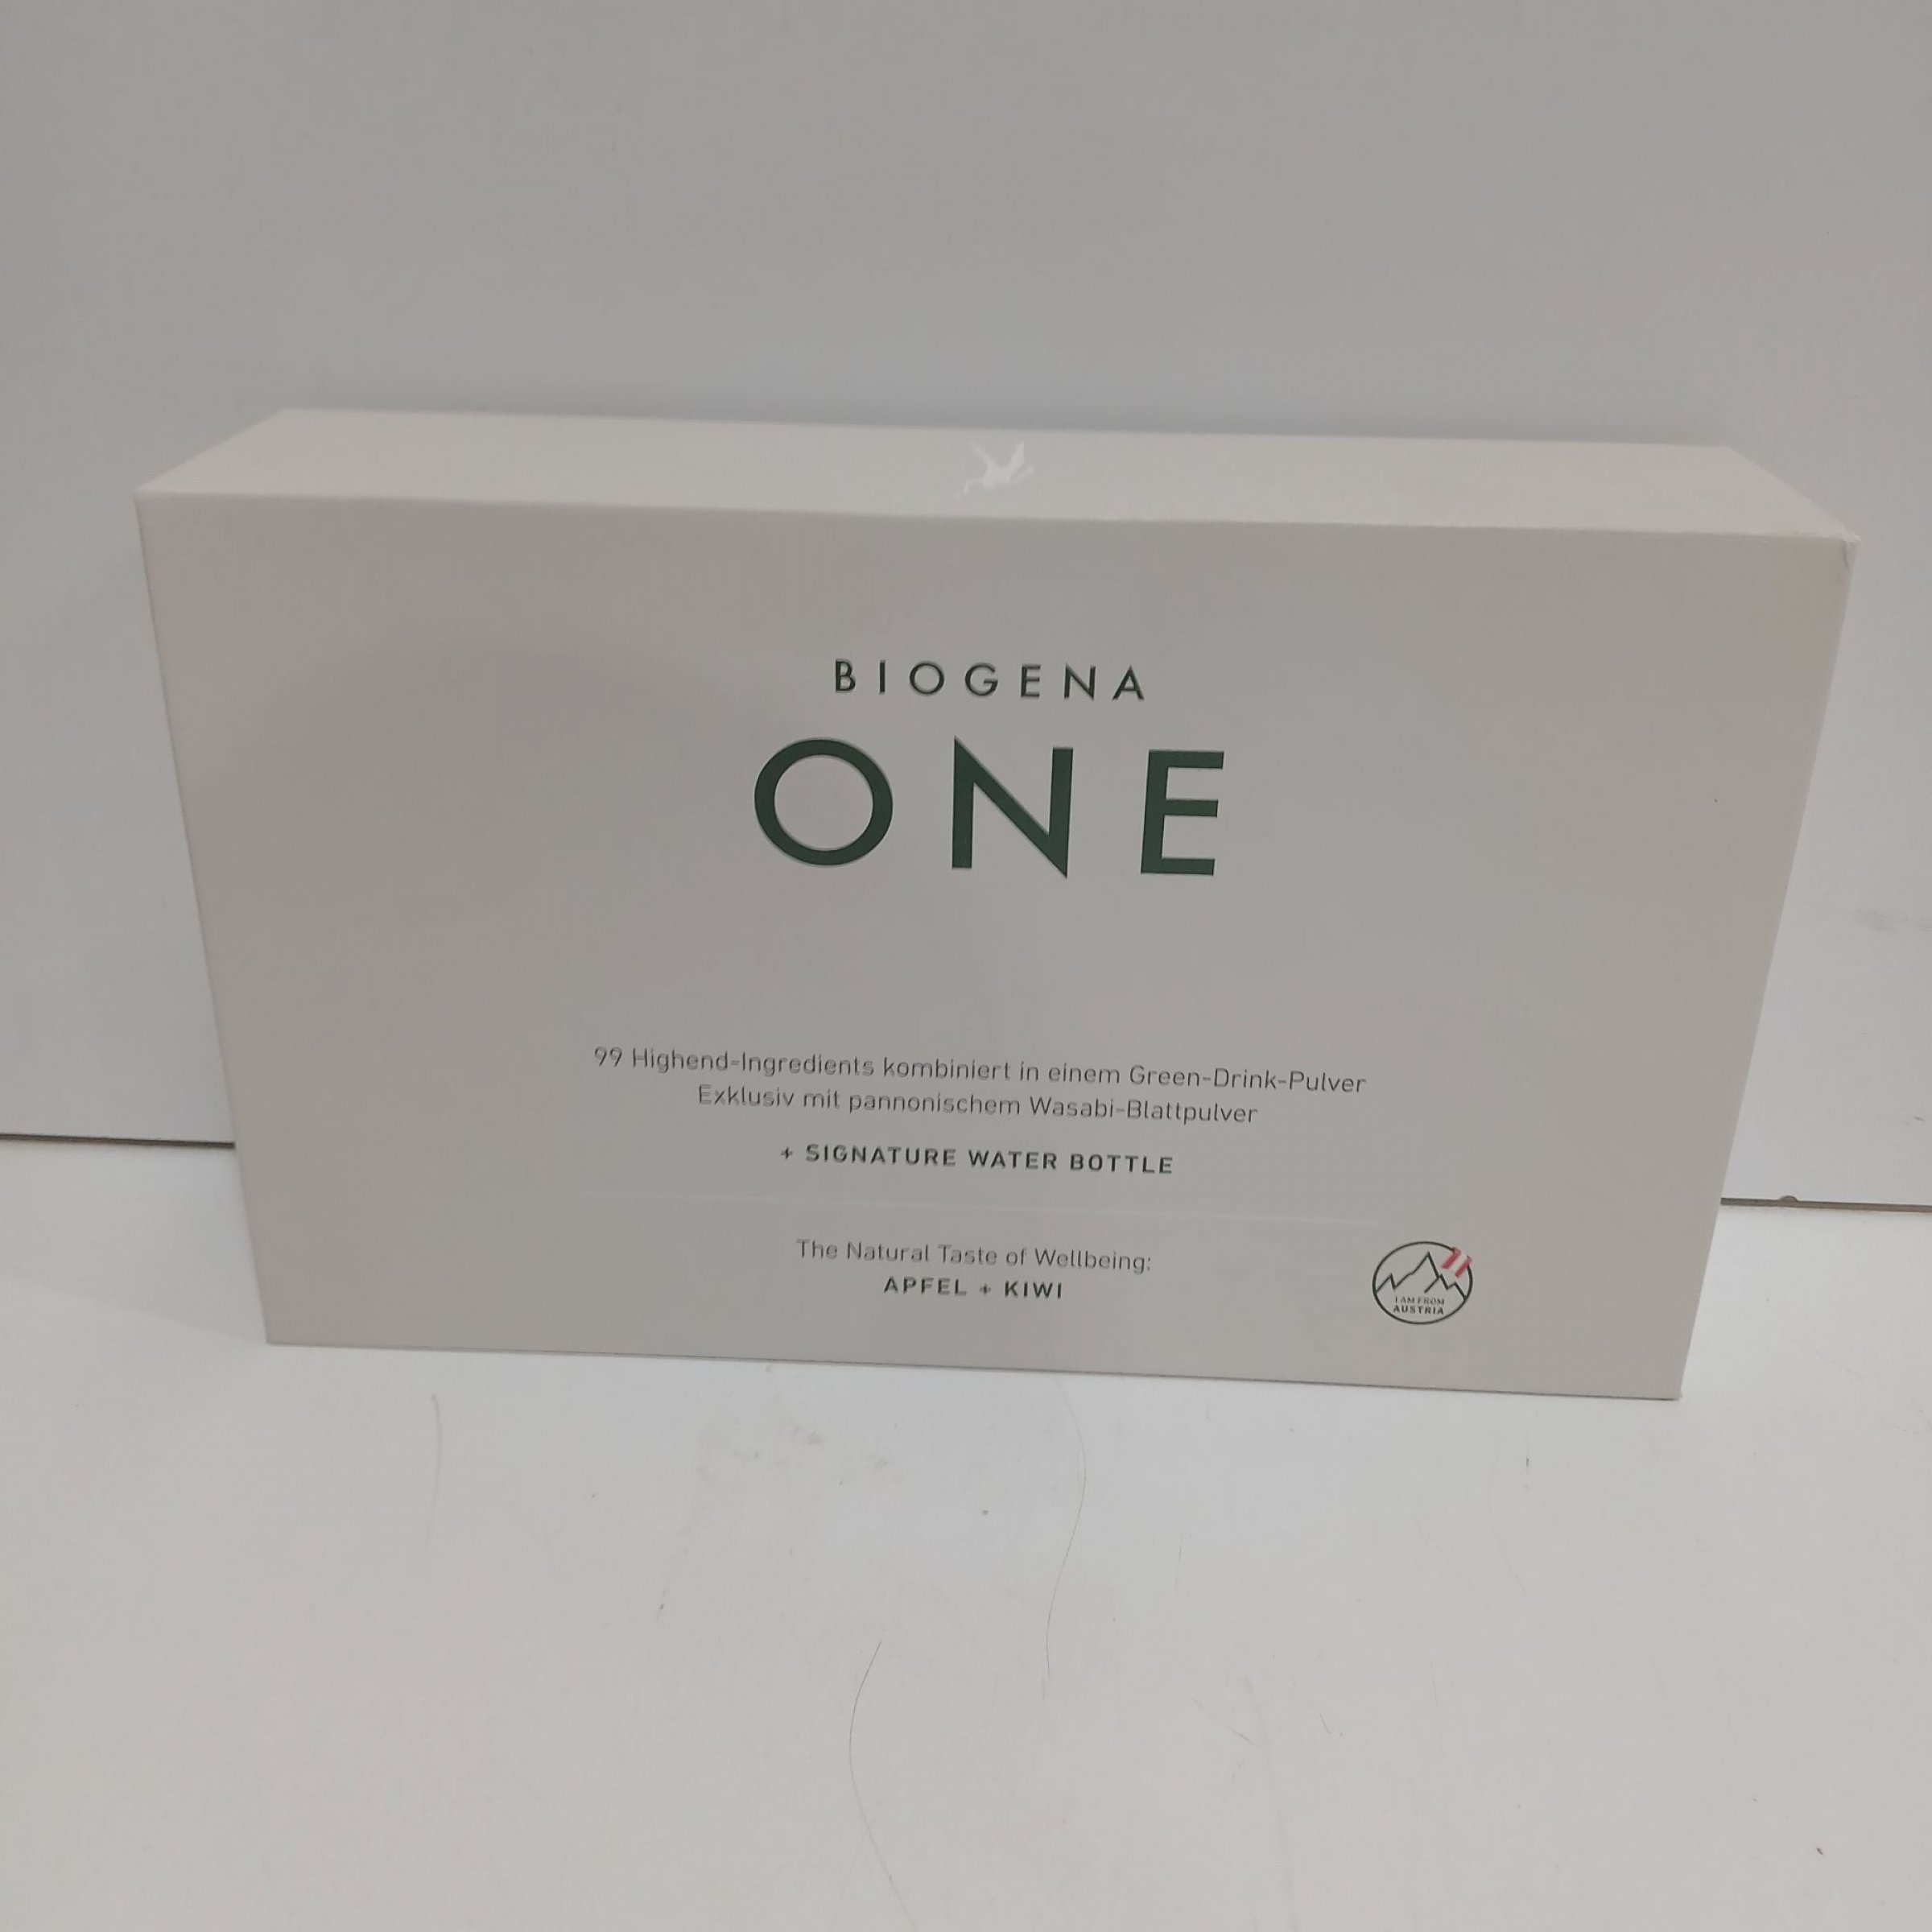 BIOGENA
ONE
99 Highend-Ingredients kombiniert in einem Green-Drink-Pulver
Exklusiv mit pannonischem Wasabi-Blattpulver
+ SIGNATURE WATER BOTTLE
The Natural Taste of Wellbeing:
APFEL + KIWI
I AM FROM
AUSTRIA